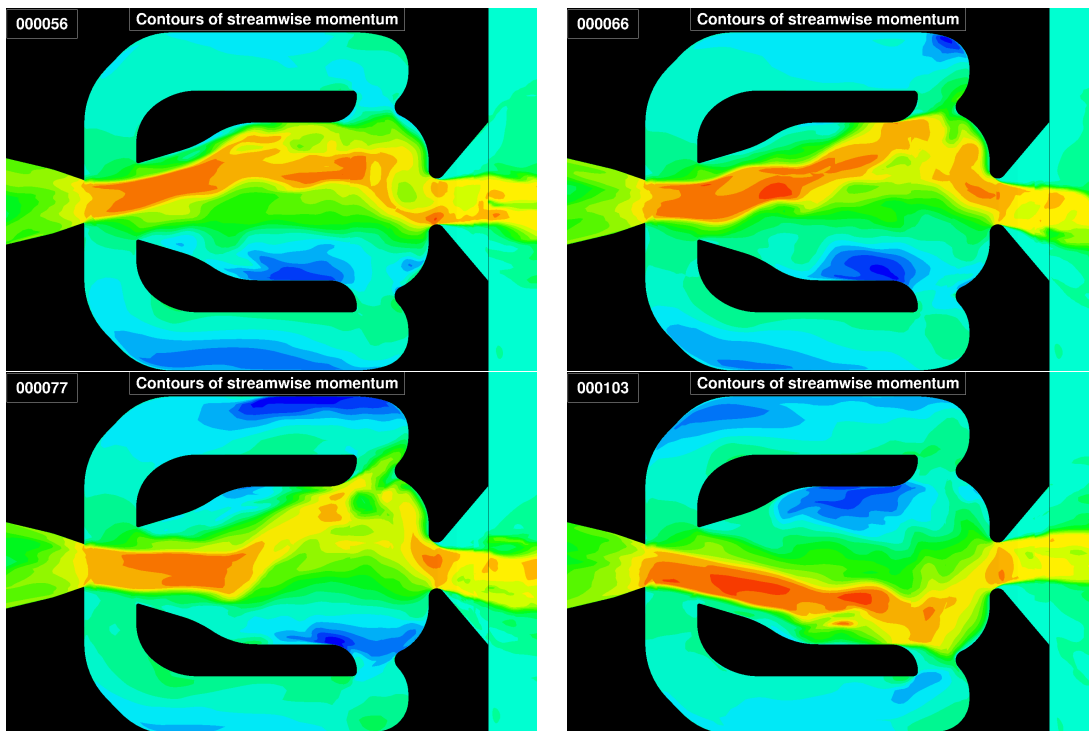 000056
Contours of streamwise momentum
000066
Contours of streamwise momentum
000077
Contours of streamwise momentum
000103
Contours of streamwise momentum